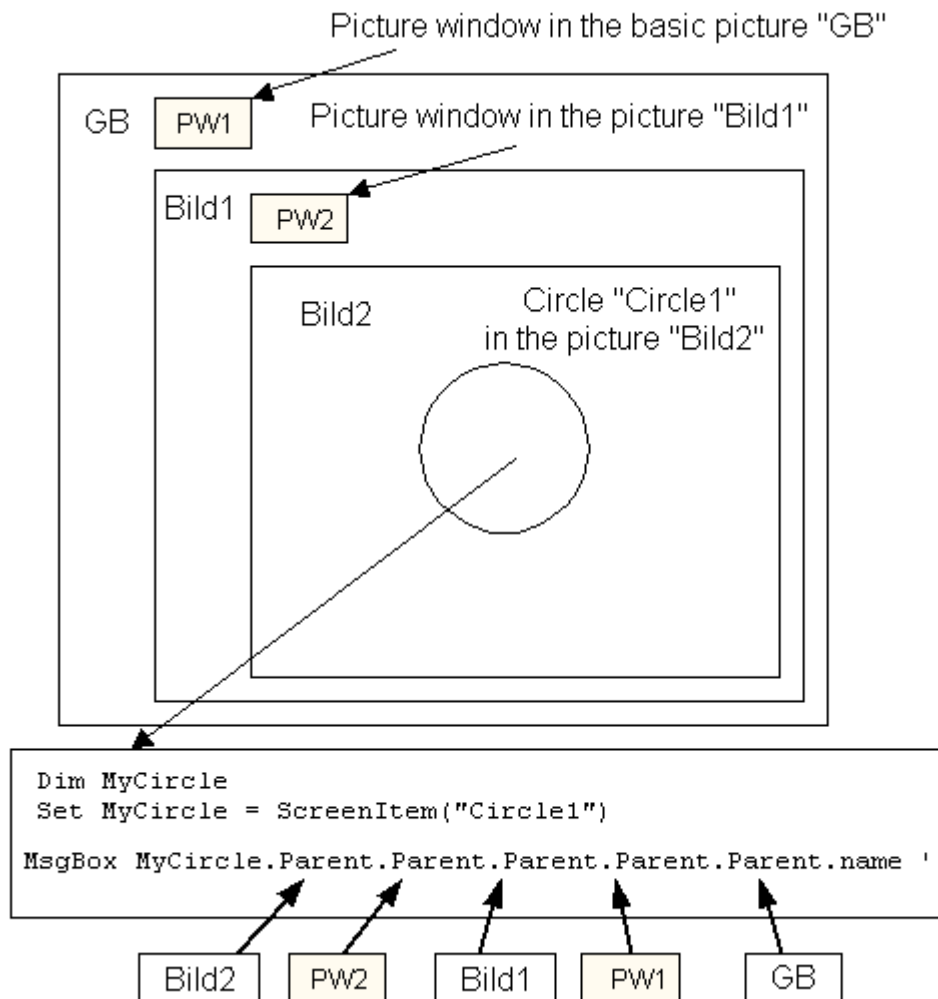 Picture window in the basic picture "GB"
GB
PW1
Picture window in the picture "Bild1"
Bild1
PW2
Bild2
Circle "Circle1"
in the picture "Bild2"
Dim MyCircle
Set MyCircle = ScreenItem("Circle1")
MsgBox MyCircle.Parent.Parent.Parent.Parent.Parent.name '
Bild2
PW2
Bild1
PW1
GB